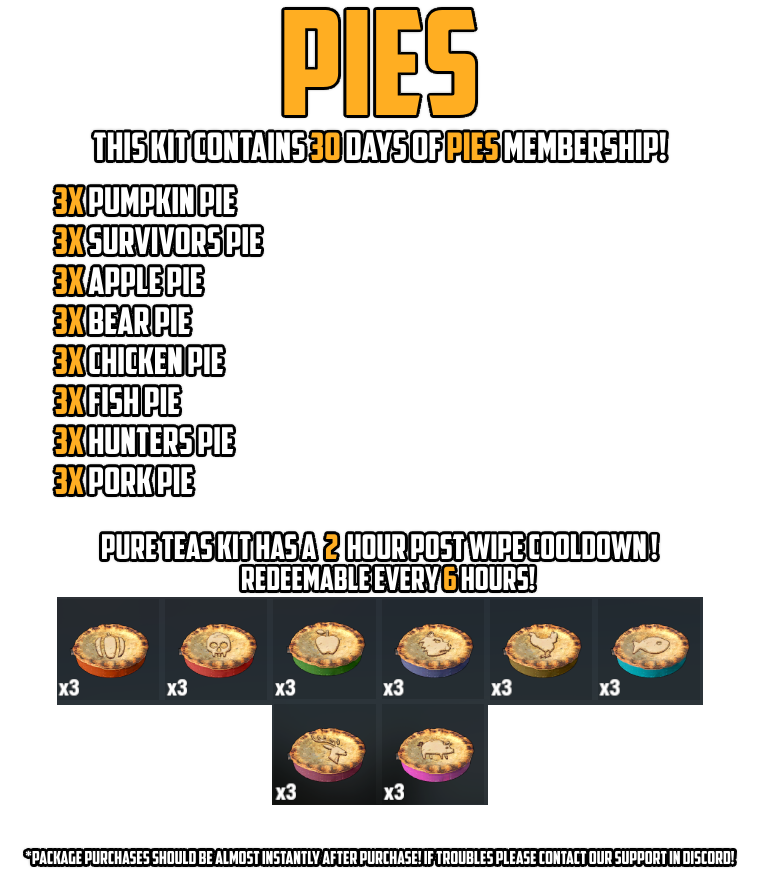 PIES
THIS KIT CONTAINS 30 DAYS OF PIES MEMBERSHIP!
3X PUMPKIN PIE
3X SURVIVORS PIE
3X APPLE PIE
3X BEAR PIE
3X CHICKEN PIE
3X FISH PIE
3X HUNTERS PIE
3X PORK PIE
PURE TEAS KIT HAS A 2 HOUR POST WIPE COOLDOWN!
REDEEMABLE EVERY 6 HOURS!
x3 x3 x3 x3 x3 x3
x3 x3
*PACKAGE PURCHASES SHOULD BE ALMOST INSTANTLY AFTER PURCHASE! IF TROUBLES PLEASE CONTACT OUR SUPPORT IN DISCORD!